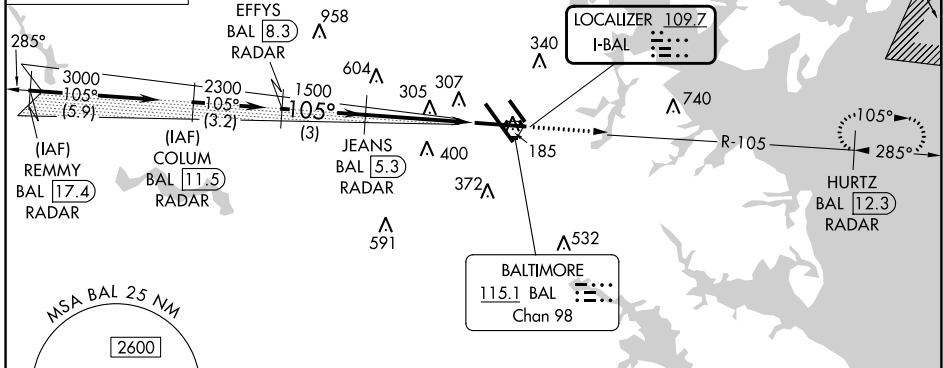 EFFYS
BAL 8.3
RADAR
958
LOCALIZER 109.7
I-BAL
340
285°
3000
105°
(5.9)
2300
105°
(3.2)
1500
105°
(3)
604
305
307
740
(IAF)
REMMY
BAL 17.4
RADAR
(IAF)
COLUM
BAL 11.5
RADAR
JEANS
BAL 5.3
RADAR
400
185
R-105
105°
285°
HURTZ
BAL 12.3
RADAR
372
591
532
BALTIMORE
115.1 BAL
Chan 98
MSA BAL 25 NM
2600